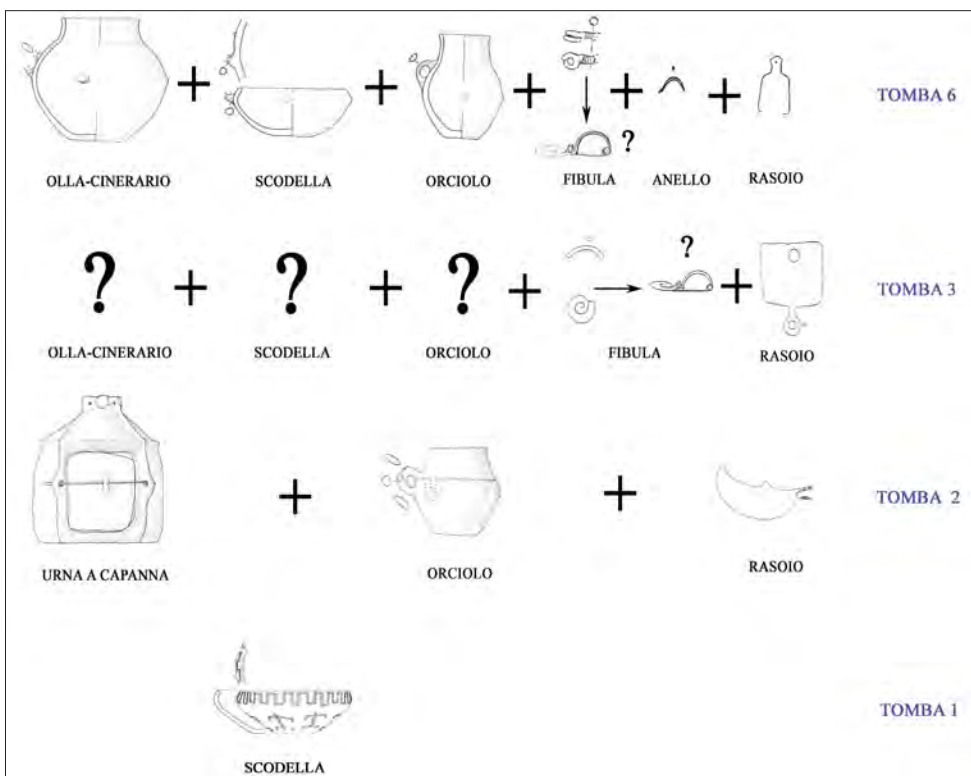 + + + + + TOMBA 6
?
OLLA-CINERARIO SCODELLA ORCIOLO FIBULA ANELLO RASOIO
?
? + ? + ? + + TOMBA 3
OLLA-CINERARIO SCODELLA ORCIOLO FIBULA RASOIO
+ + TOMBA 2
URNA A CAPANNA ORCIOLO RASOIO
TOMBA 1
SCODELLA